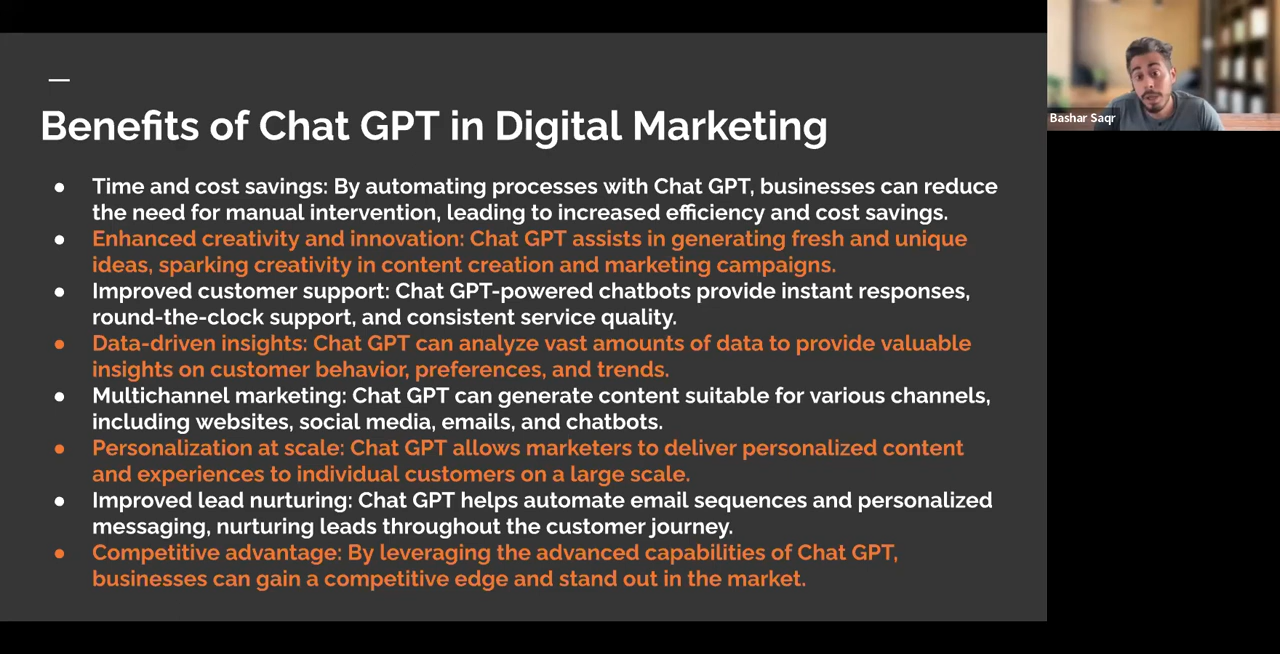 Benefits of Chat GPT in Digital Marketing
● Time and cost savings: By automating processes with Chat GPT, businesses can reduce
the need for manual intervention, leading to increased efficiency and cost savings.
● Enhanced creativity and innovation: Chat GPT assists in generating fresh and unique
ideas, sparking creativity in content creation and marketing campaigns.
● Improved customer support: Chat GPT-powered chatbots provide instant responses,
round-the-clock support, and consistent service quality.
● Data-driven insights: Chat GPT can analyze vast amounts of data to provide valuable
insights on customer behavior, preferences, and trends.
● Multichannel marketing: Chat GPT can generate content suitable for various channels,
including websites, social media, emails, and chatbots.
● Personalization at scale: Chat GPT allows marketers to deliver personalized content
and experiences to individual customers on a large scale.
● Improved lead nurturing: Chat GPT helps automate email sequences and personalized
messaging, nurturing leads throughout the customer journey.
● Competitive advantage: By leveraging the advanced capabilities of Chat GPT,
businesses can gain a competitive edge and stand out in the market.
Bashar Saqr